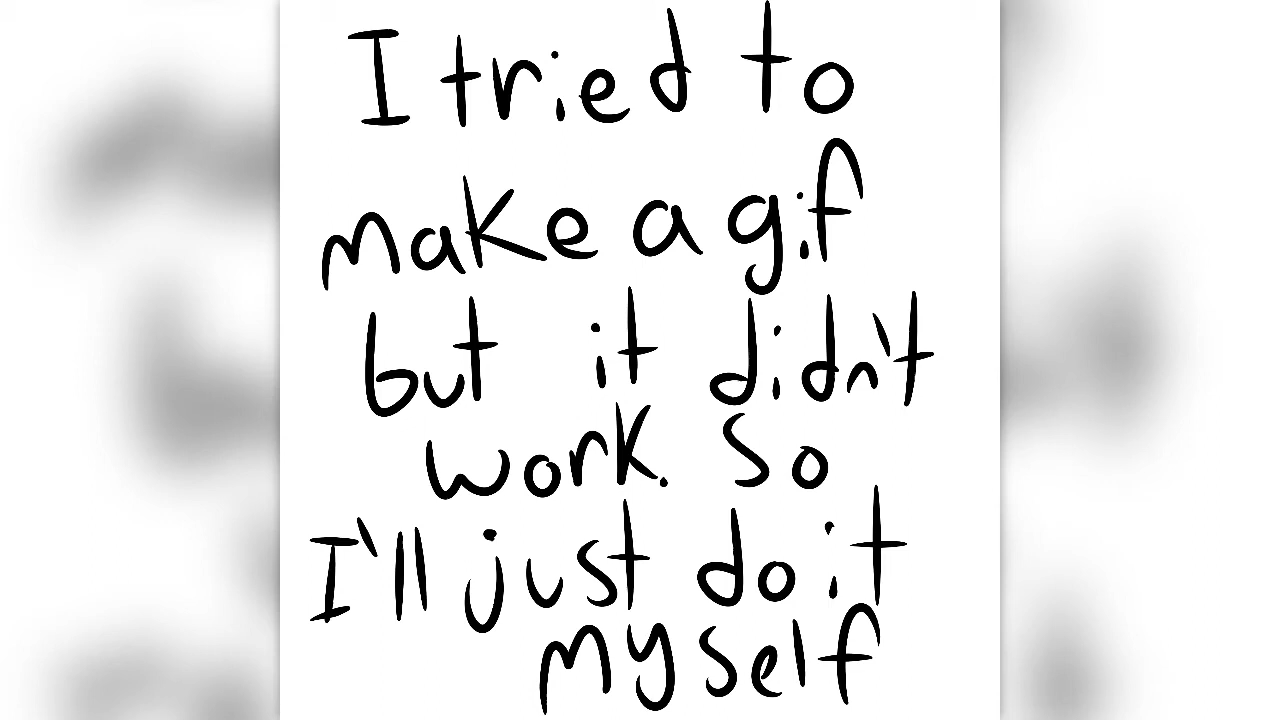 I tried to
make a gif
but it didn't
work. So
I'll just do it
myself